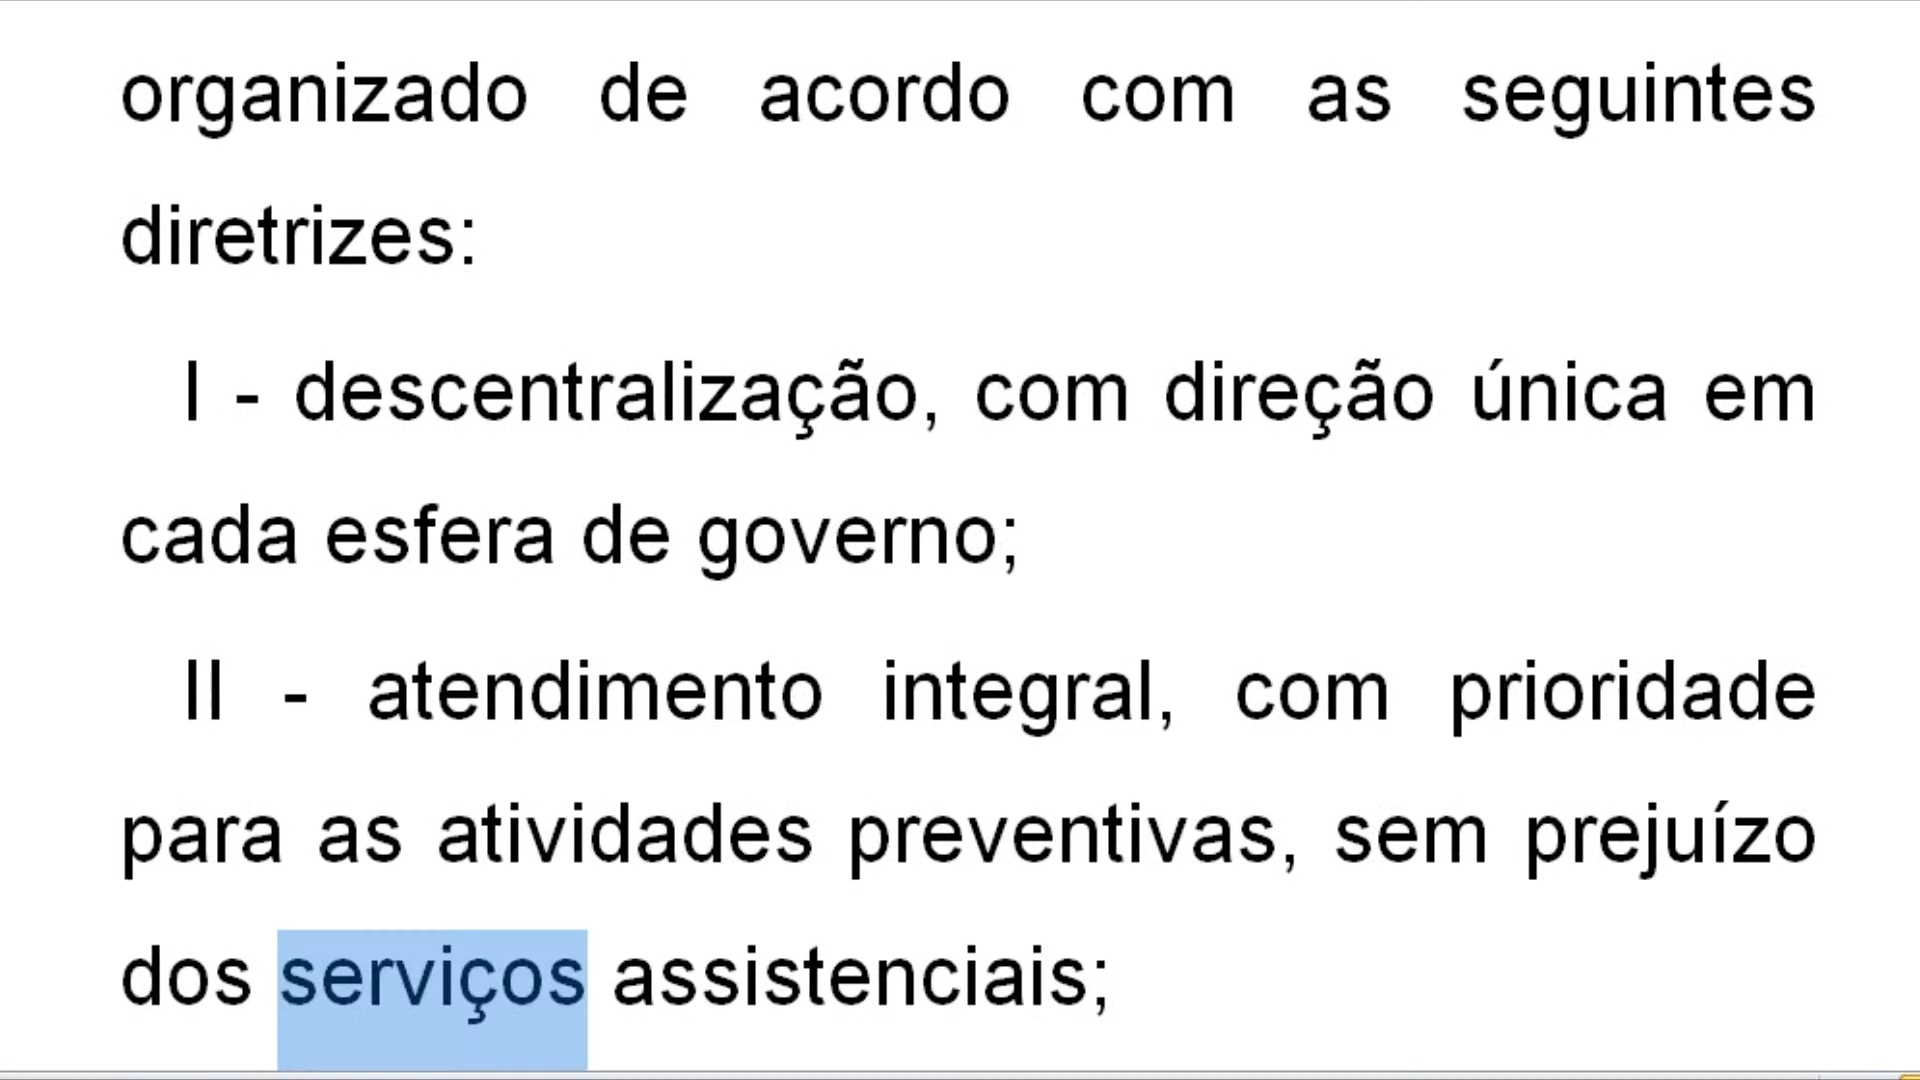 organizado de acordo com as seguintes
diretrizes:
I - descentralização, com direção única em
cada esfera de governo;
II - atendimento integral, com prioridade
para as atividades preventivas, sem prejuízo
dos serviços assistenciais;